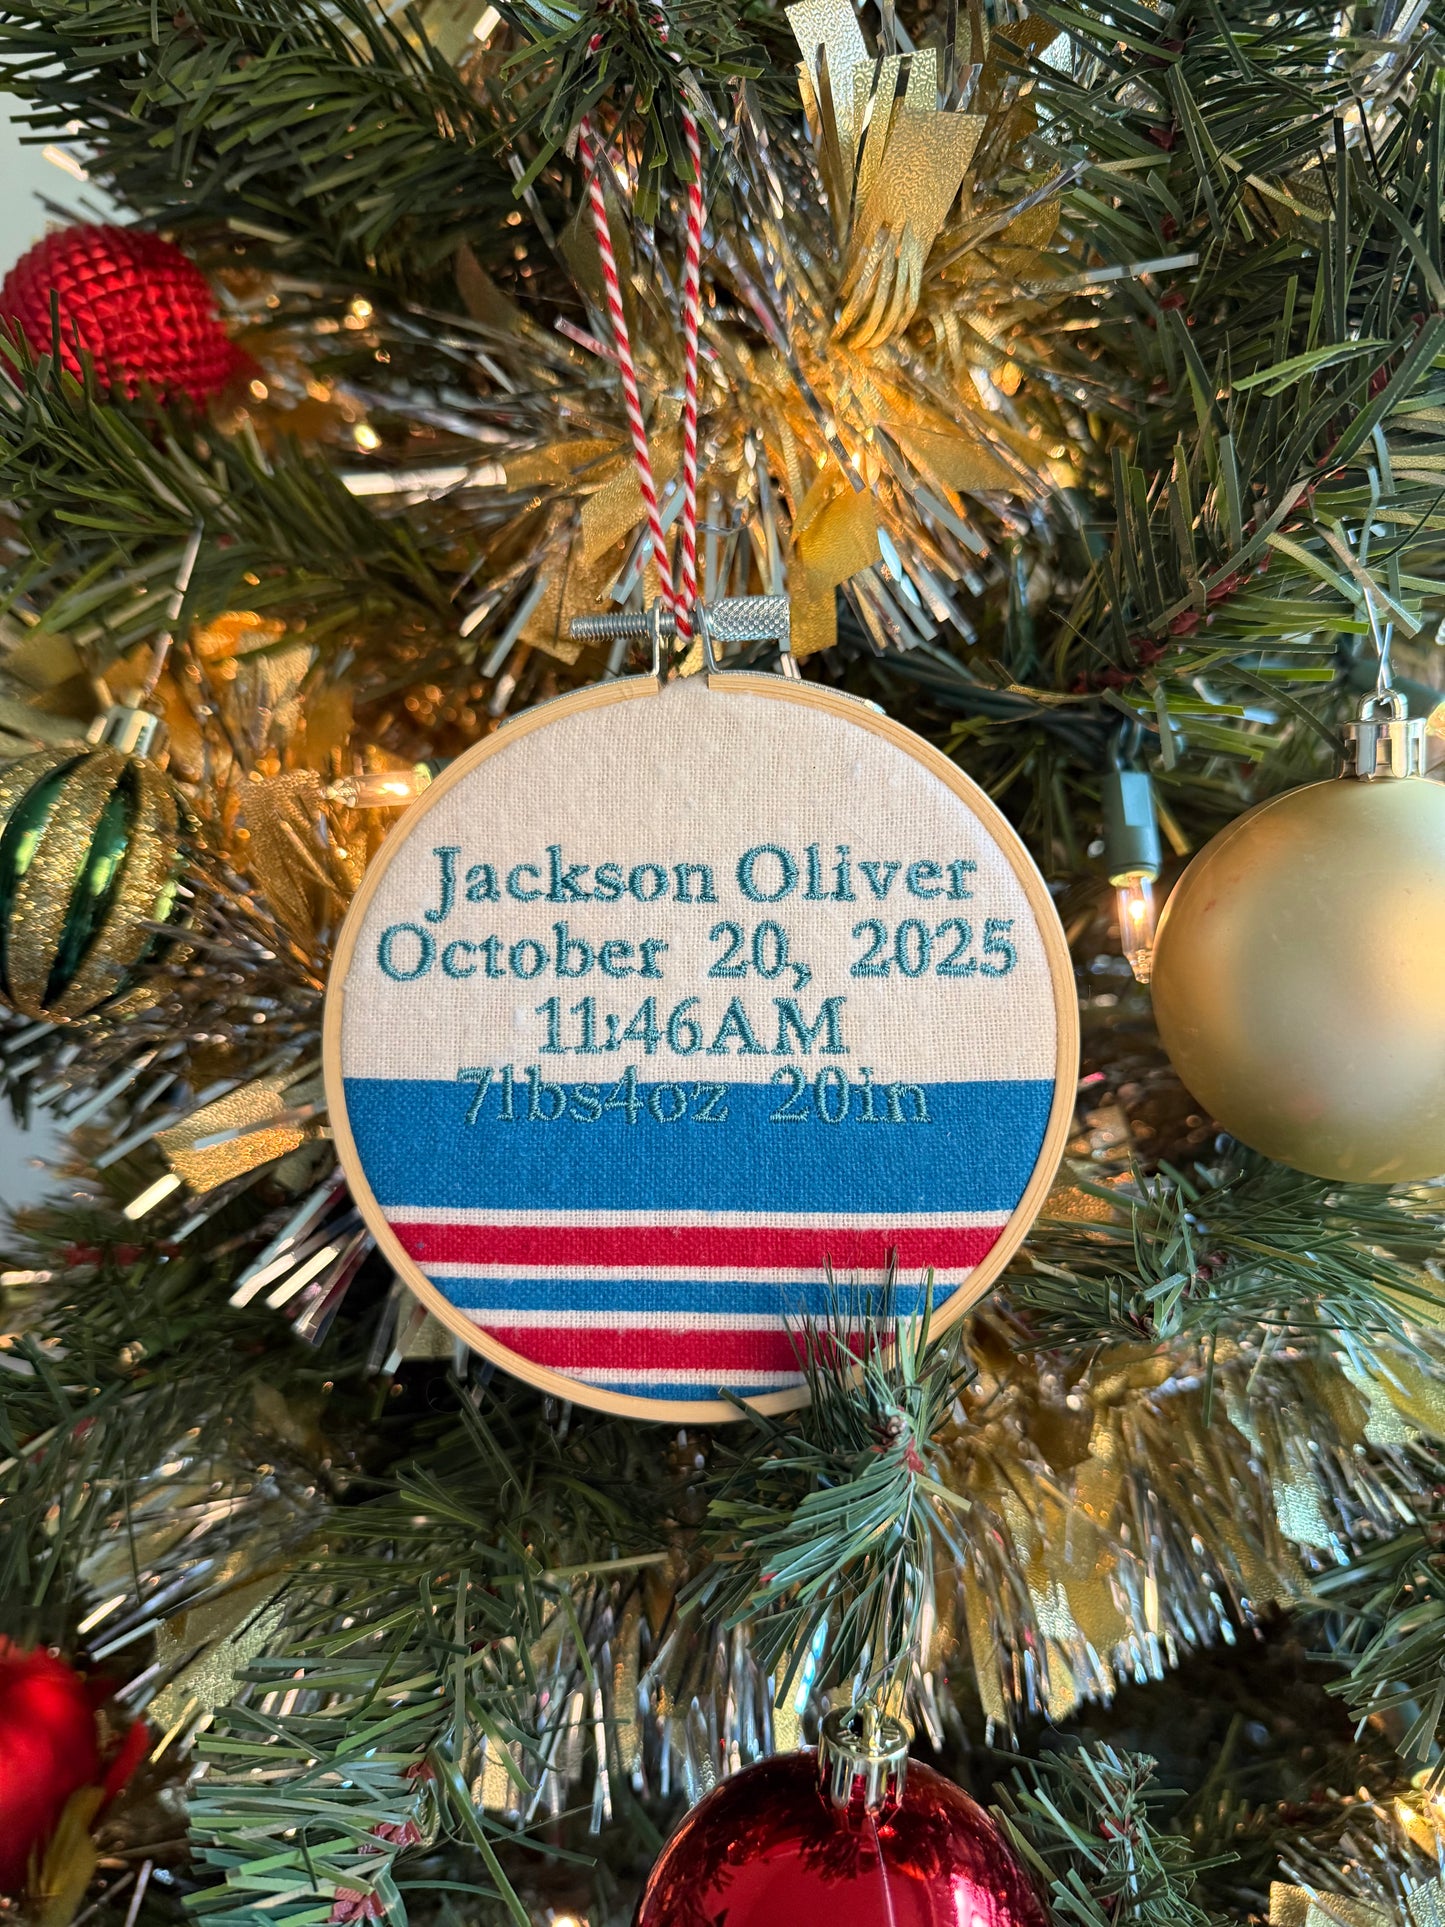 Jackson Oliver
October 20, 2025
11:46AM
7lbs4oz 20in